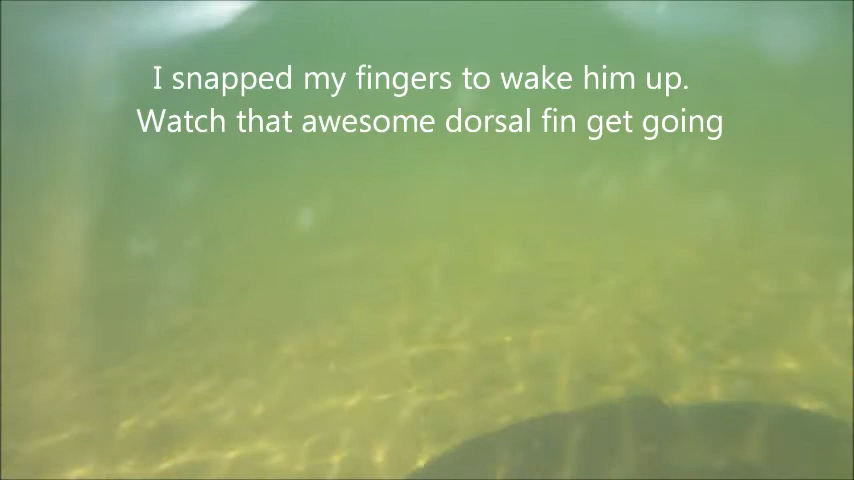 I snapped my fingers to wake him up.
Watch that awesome dorsal fin get going